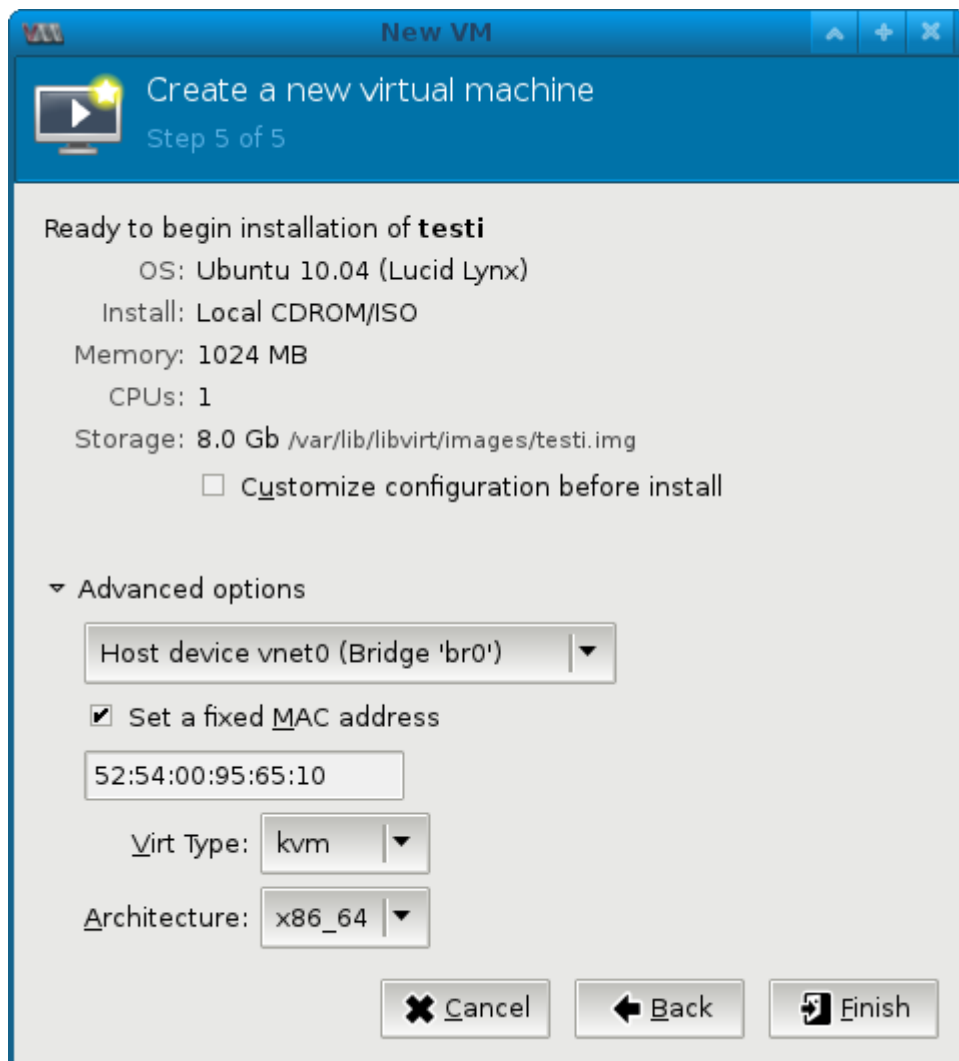 New VM
Create a new virtual machine
Step 5 of 5
Ready to begin installation of testi
OS: Ubuntu 10.04 (Lucid Lynx)
Install: Local CDROM/ISO
Memory: 1024 MB
CPUs: 1
Storage: 8.0 Gb /var/lib/libvirt/images/testi.img
Customize configuration before install
Advanced options
Host device vnet0 (Bridge 'br0')
Set a fixed MAC address
52:54:00:95:65:10
Virt Type: kvm
Architecture: x86_64
Cancel Back Finish